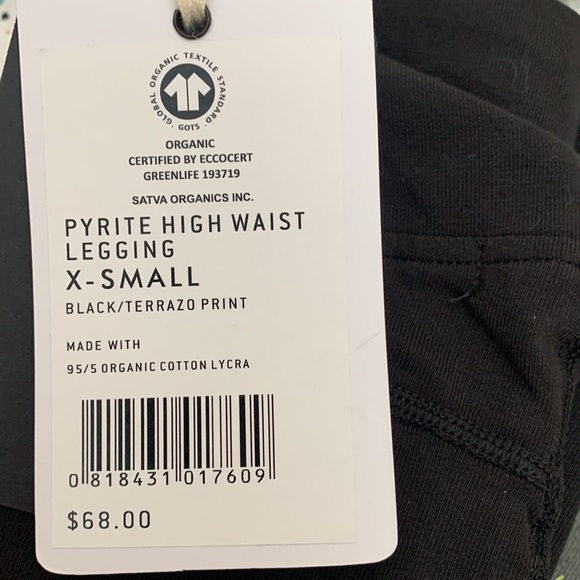 GLOBAL ORGANIC TEXTILE STANDARD
· GOTS ·
ORGANIC
CERTIFIED BY ECCOCERT
GREENLIFE 193719
SATVA ORGANICS INC.
PYRITE HIGH WAIST
LEGGING
X-SMALL
BLACK/TERRAZO PRINT
MADE WITH
95/5 ORGANIC COTTON LYCRA
0 818431 017609
$68.00